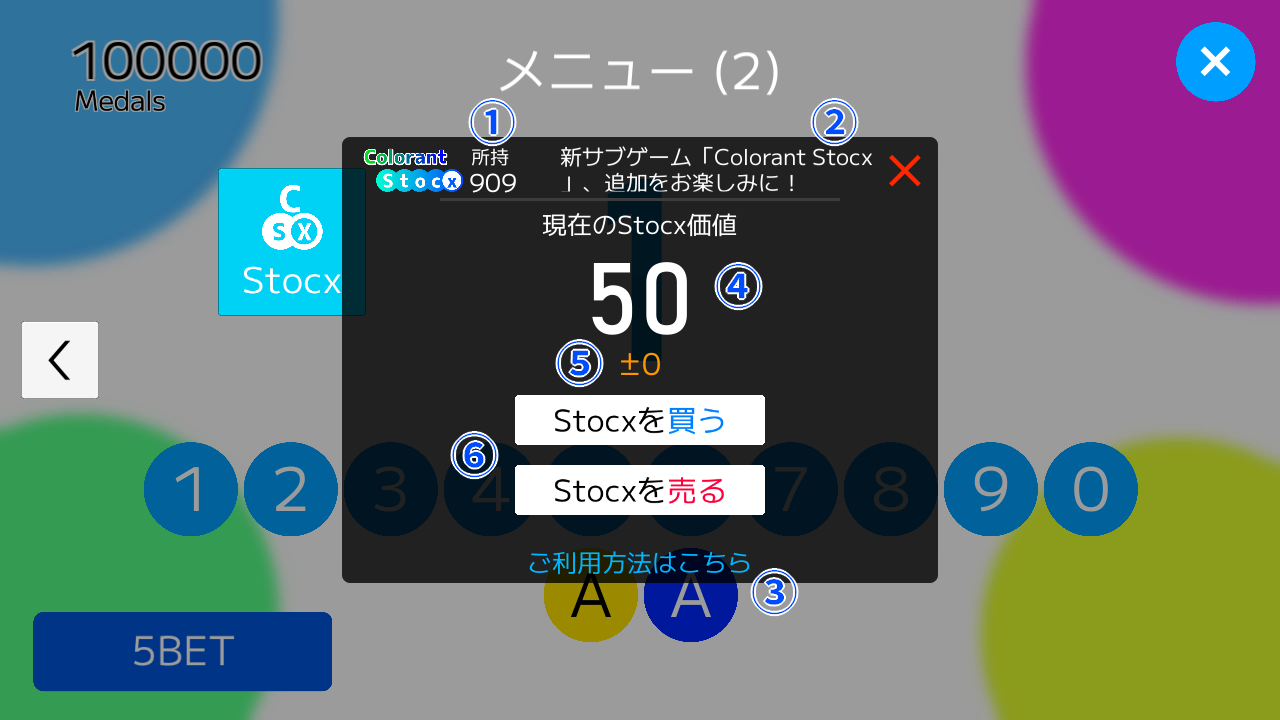 100000
Medals
メニュー (2)
×
① ②
Colorant
Stocx
所持
909
新サブゲーム「Colorant Stocx
」、追加をお楽しみに！
C
SX
Stocx
現在のStocx価値
50 ④
⑤ ±0
Stocxを買う
⑥
Stocxを売る
1 2 3 4 7 8 9 0
ご利用方法はこちら
③
A A
5BET